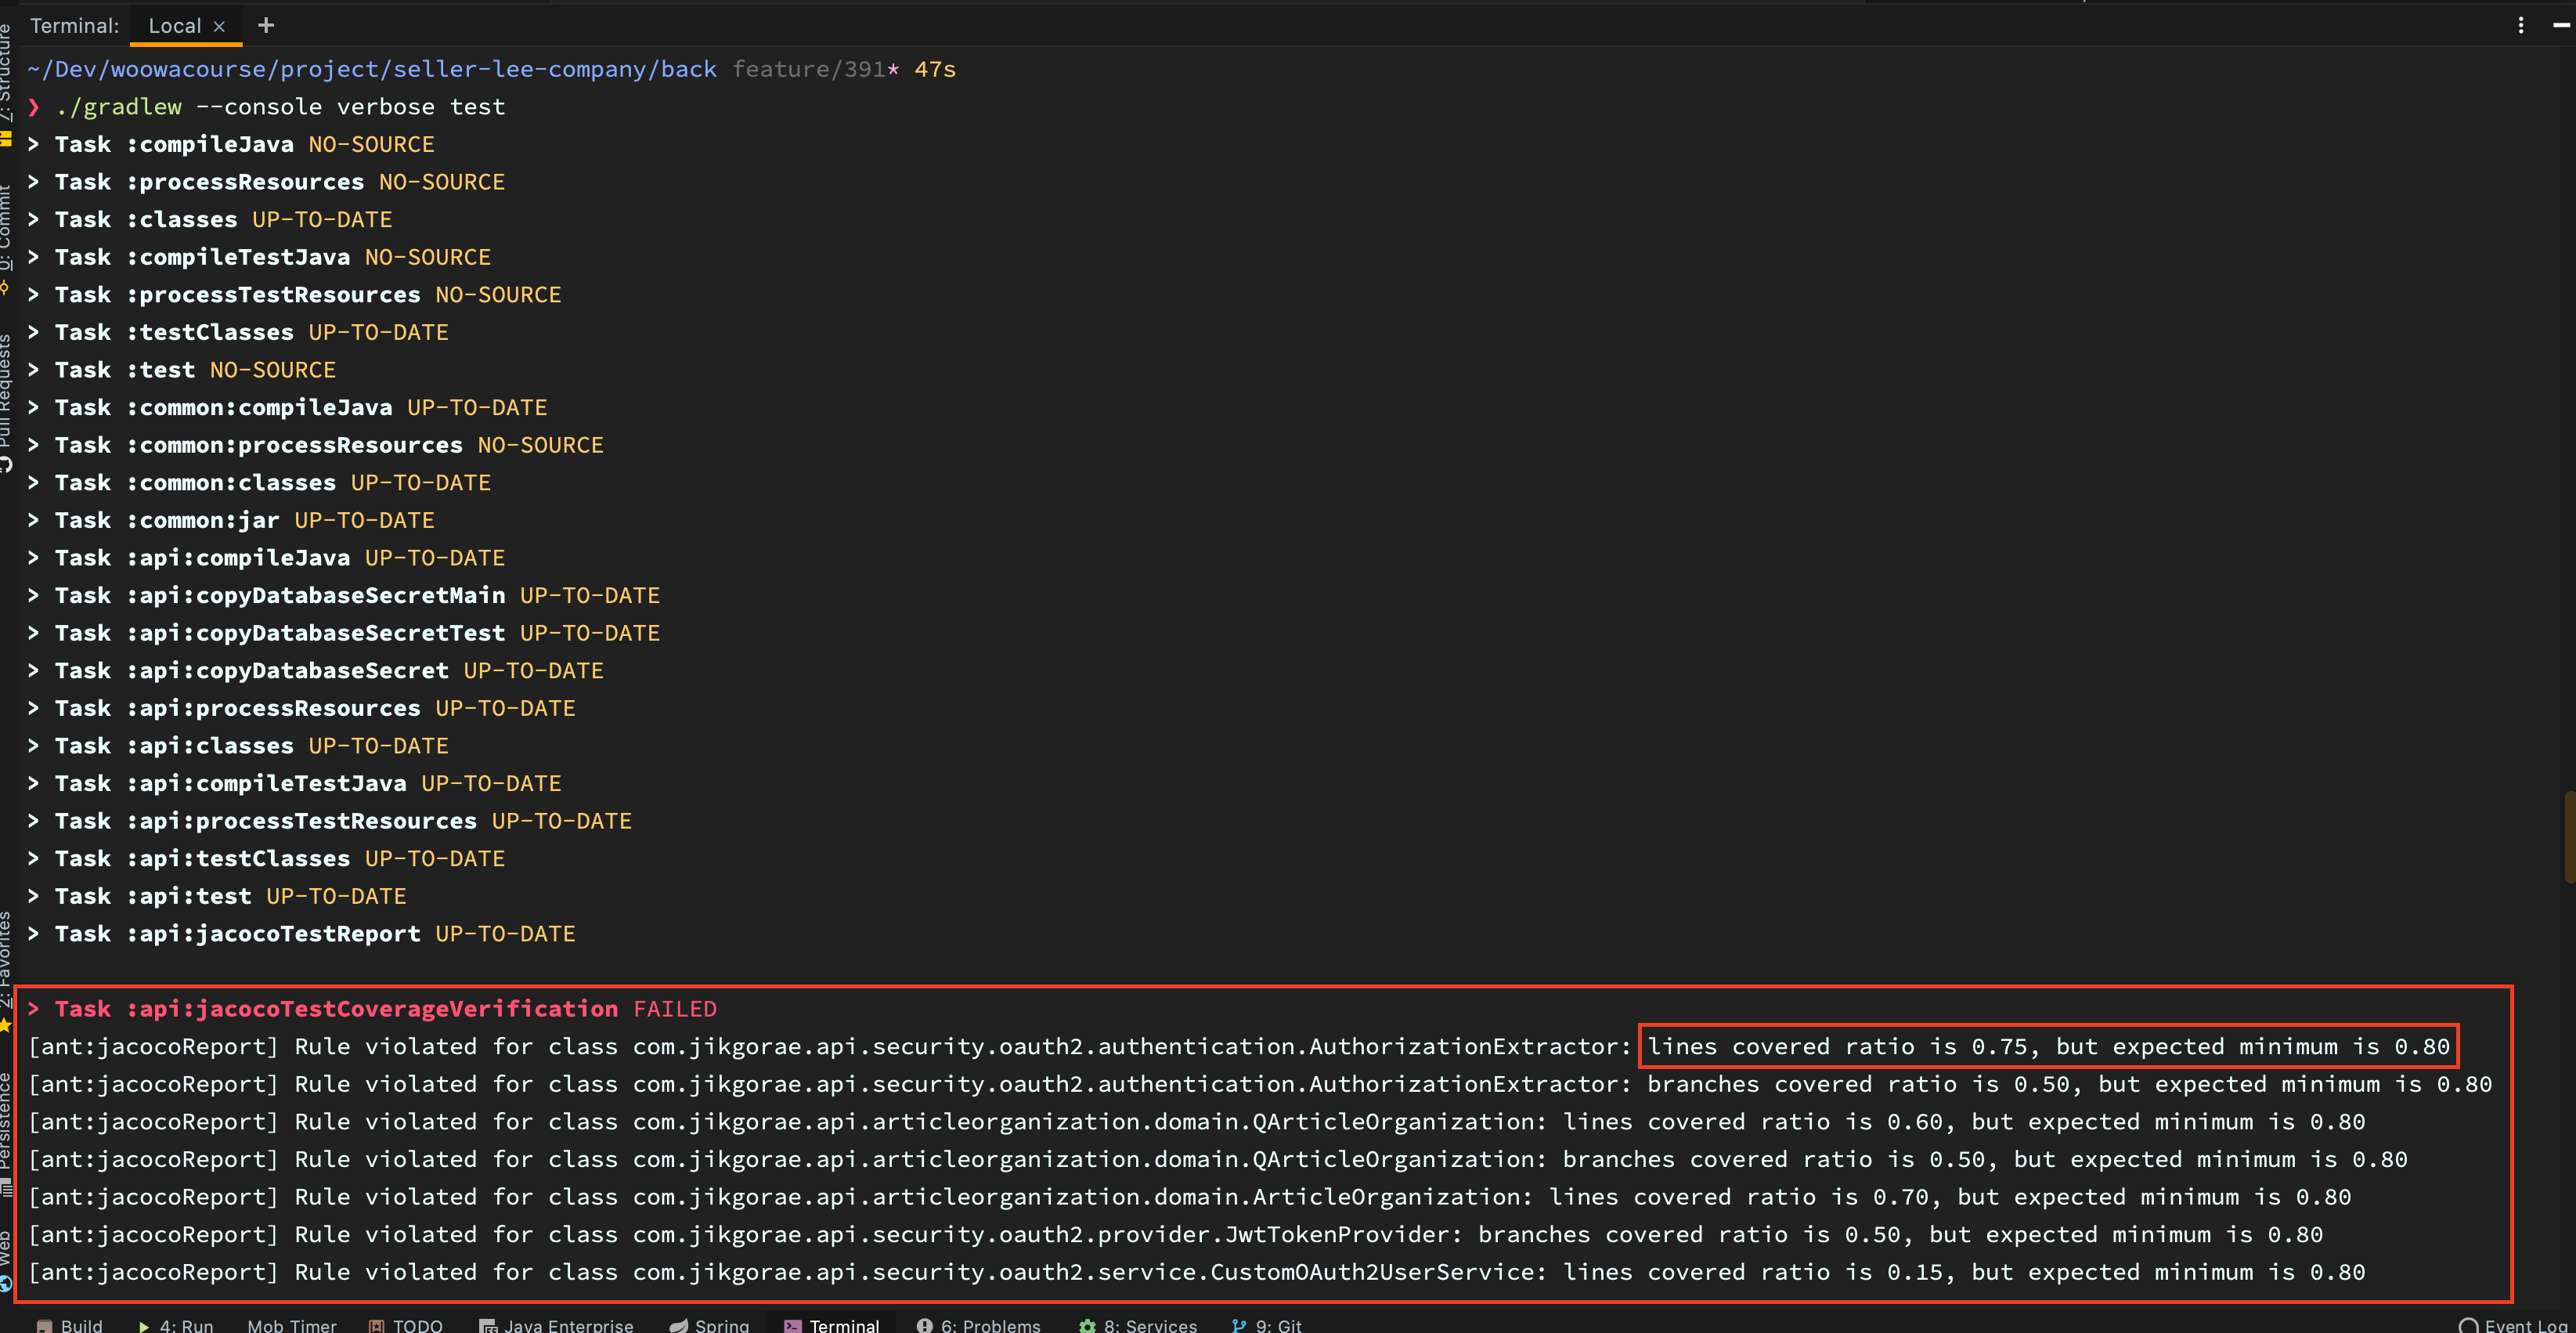 Terminal: Local × +
~/Dev/woowacourse/project/seller-lee-company/back feature/391* 47s
❯ ./gradlew --console verbose test
> Task :compileJava NO-SOURCE
> Task :processResources NO-SOURCE
> Task :classes UP-TO-DATE
> Task :compileTestJava NO-SOURCE
> Task :processTestResources NO-SOURCE
> Task :testClasses UP-TO-DATE
> Task :test NO-SOURCE
> Task :common:compileJava UP-TO-DATE
> Task :common:processResources NO-SOURCE
> Task :common:classes UP-TO-DATE
> Task :common:jar UP-TO-DATE
> Task :api:compileJava UP-TO-DATE
> Task :api:copyDatabaseSecretMain UP-TO-DATE
> Task :api:copyDatabaseSecretTest UP-TO-DATE
> Task :api:copyDatabaseSecret UP-TO-DATE
> Task :api:processResources UP-TO-DATE
> Task :api:classes UP-TO-DATE
> Task :api:compileTestJava UP-TO-DATE
> Task :api:processTestResources UP-TO-DATE
> Task :api:testClasses UP-TO-DATE
> Task :api:test UP-TO-DATE
> Task :api:jacocoTestReport UP-TO-DATE
> Task :api:jacocoTestCoverageVerification FAILED
[ant:jacocoReport] Rule violated for class com.jikgorae.api.security.oauth2.authentication.AuthorizationExtractor: lines covered ratio is 0.75, but expected minimum is 0.80
[ant:jacocoReport] Rule violated for class com.jikgorae.api.security.oauth2.authentication.AuthorizationExtractor: branches covered ratio is 0.50, but expected minimum is 0.80
[ant:jacocoReport] Rule violated for class com.jikgorae.api.articleorganization.domain.QArticleOrganization: lines covered ratio is 0.60, but expected minimum is 0.80
[ant:jacocoReport] Rule violated for class com.jikgorae.api.articleorganization.domain.QArticleOrganization: branches covered ratio is 0.50, but expected minimum is 0.80
[ant:jacocoReport] Rule violated for class com.jikgorae.api.articleorganization.domain.ArticleOrganization: lines covered ratio is 0.70, but expected minimum is 0.80
[ant:jacocoReport] Rule violated for class com.jikgorae.api.security.oauth2.provider.JwtTokenProvider: branches covered ratio is 0.50, but expected minimum is 0.80
[ant:jacocoReport] Rule violated for class com.jikgorae.api.security.oauth2.service.CustomOAuth2UserService: lines covered ratio is 0.15, but expected minimum is 0.80
7: Structure
0: Commit
Pull Requests
2: Favorites
Persistence
Web
Build 4: Run Mob Timer TODO Java Enterprise Spring Terminal 6: Problems 8: Services 9: Git Event Log